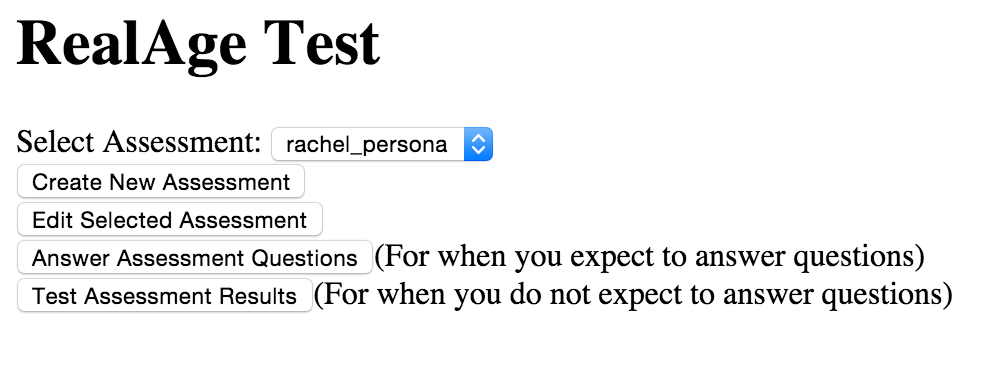 RealAge Test
Select Assessment: rachel_persona
Create New Assessment
Edit Selected Assessment
Answer Assessment Questions (For when you expect to answer questions)
Test Assessment Results (For when you do not expect to answer questions)